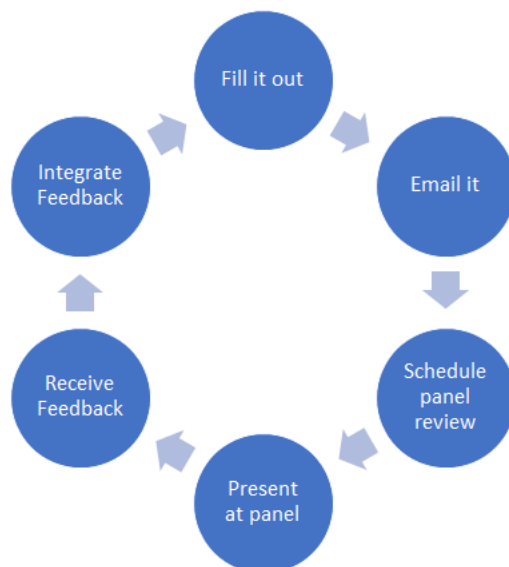 Fill it out
Email it
Schedule
panel
review
Present
at panel
Receive
Feedback
Integrate
Feedback